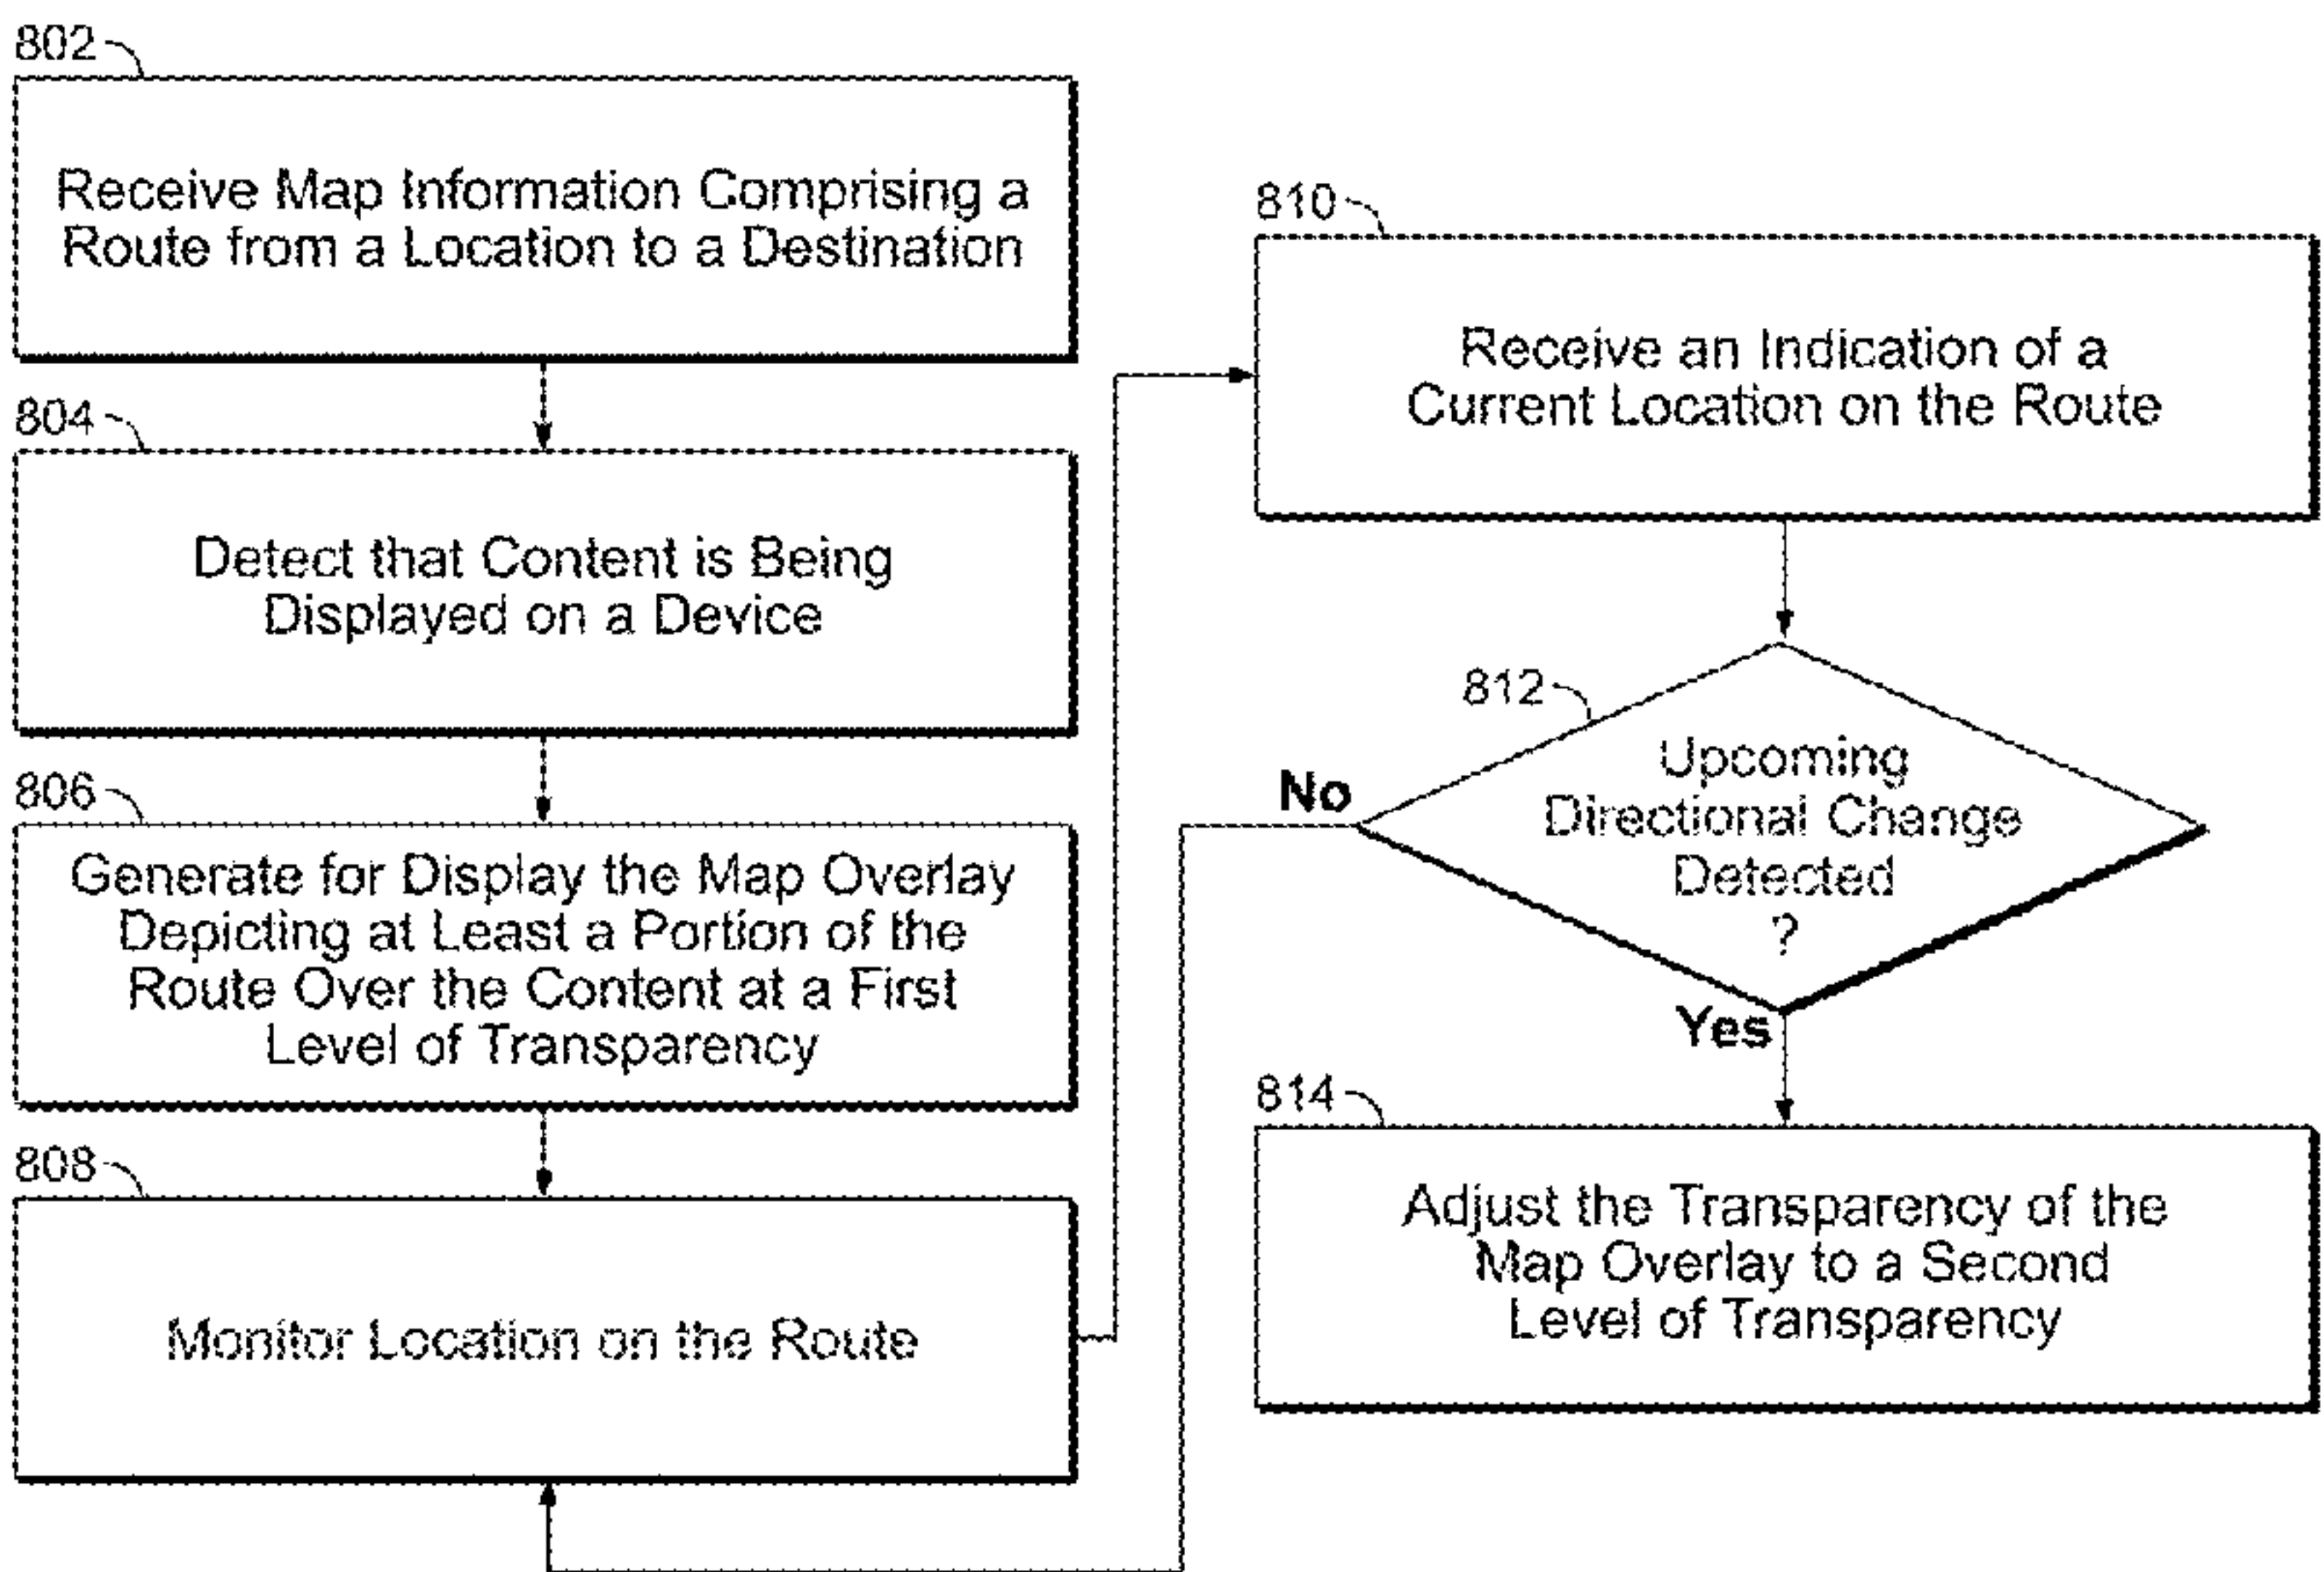 802
Receive Map Information Comprising a
Route from a Location to a Destination
804
Detect that Content is Being
Displayed on a Device
806
Generate for Display the Map Overlay
Depicting at Least a Portion of the
Route Over the Content at a First
Level of Transparency
808
Monitor Location on the Route
810
Receive an Indication of a
Current Location on the Route
812
Upcoming
Directional Change
Detected
?
No
Yes
814
Adjust the Transparency of the
Map Overlay to a Second
Level of Transparency